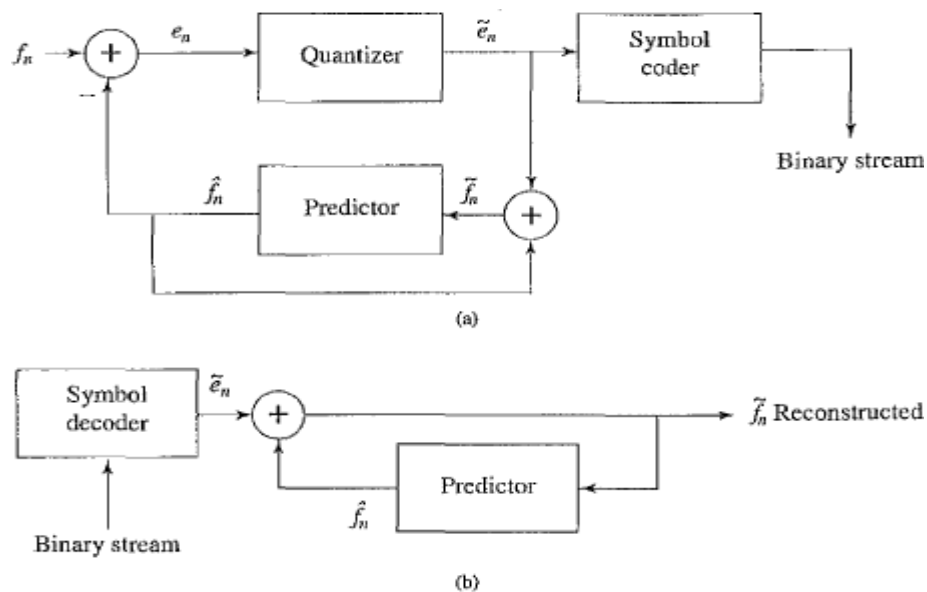 fₙ
+
−
eₙ
Quantizer
ẽₙ
Symbol
coder
Binary stream
f̂ₙ
Predictor
f̃ₙ
+
(a)
Symbol
decoder
ẽₙ
+
f̃ₙ Reconstructed
Predictor
f̂ₙ
Binary stream
(b)